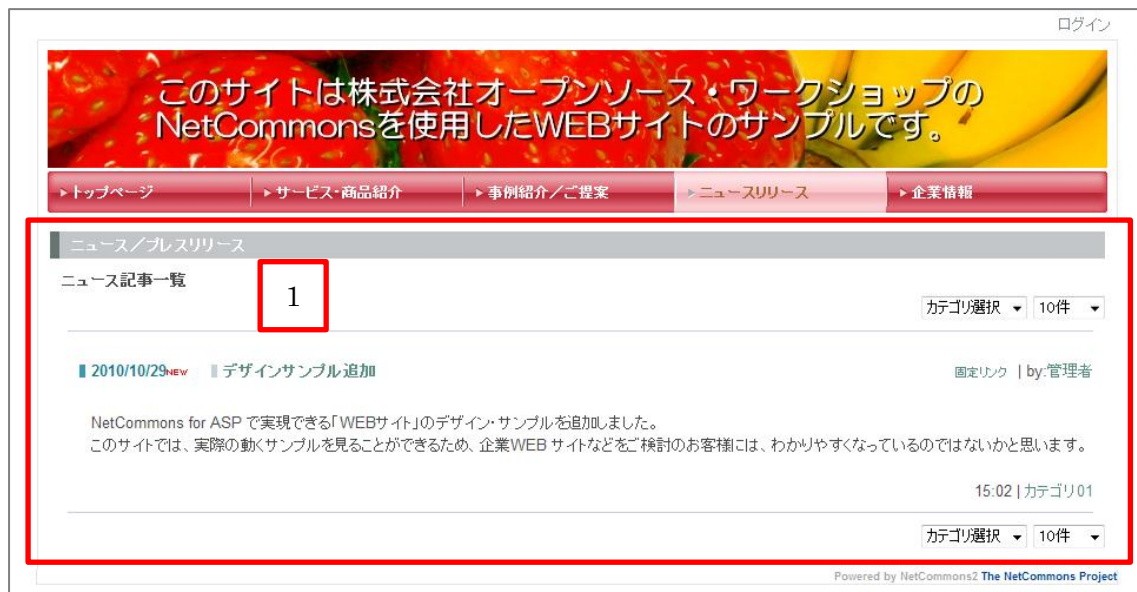 ログイン
このサイトは株式会社オープンソース・ワークショップの
NetCommonsを使用したWEBサイトのサンプルです。
トップページ サービス・商品紹介 事例紹介／ご提案 ニュースリリース 企業情報
ニュース／プレスリリース
ニュース記事一覧
1
カテゴリ選択 10件
2010/10/29NEW デザインサンプル追加 固定リンク | by:管理者
NetCommons for ASP で実現できる「WEBサイト」のデザイン・サンプルを追加しました。
このサイトでは、実際の動くサンプルを見ることができるため、企業WEB サイトなどをご検討のお客様には、わかりやすくなっているのではないかと思います。
15:02 | カテゴリ01
カテゴリ選択 10件
Powered by NetCommons2 The NetCommons Project